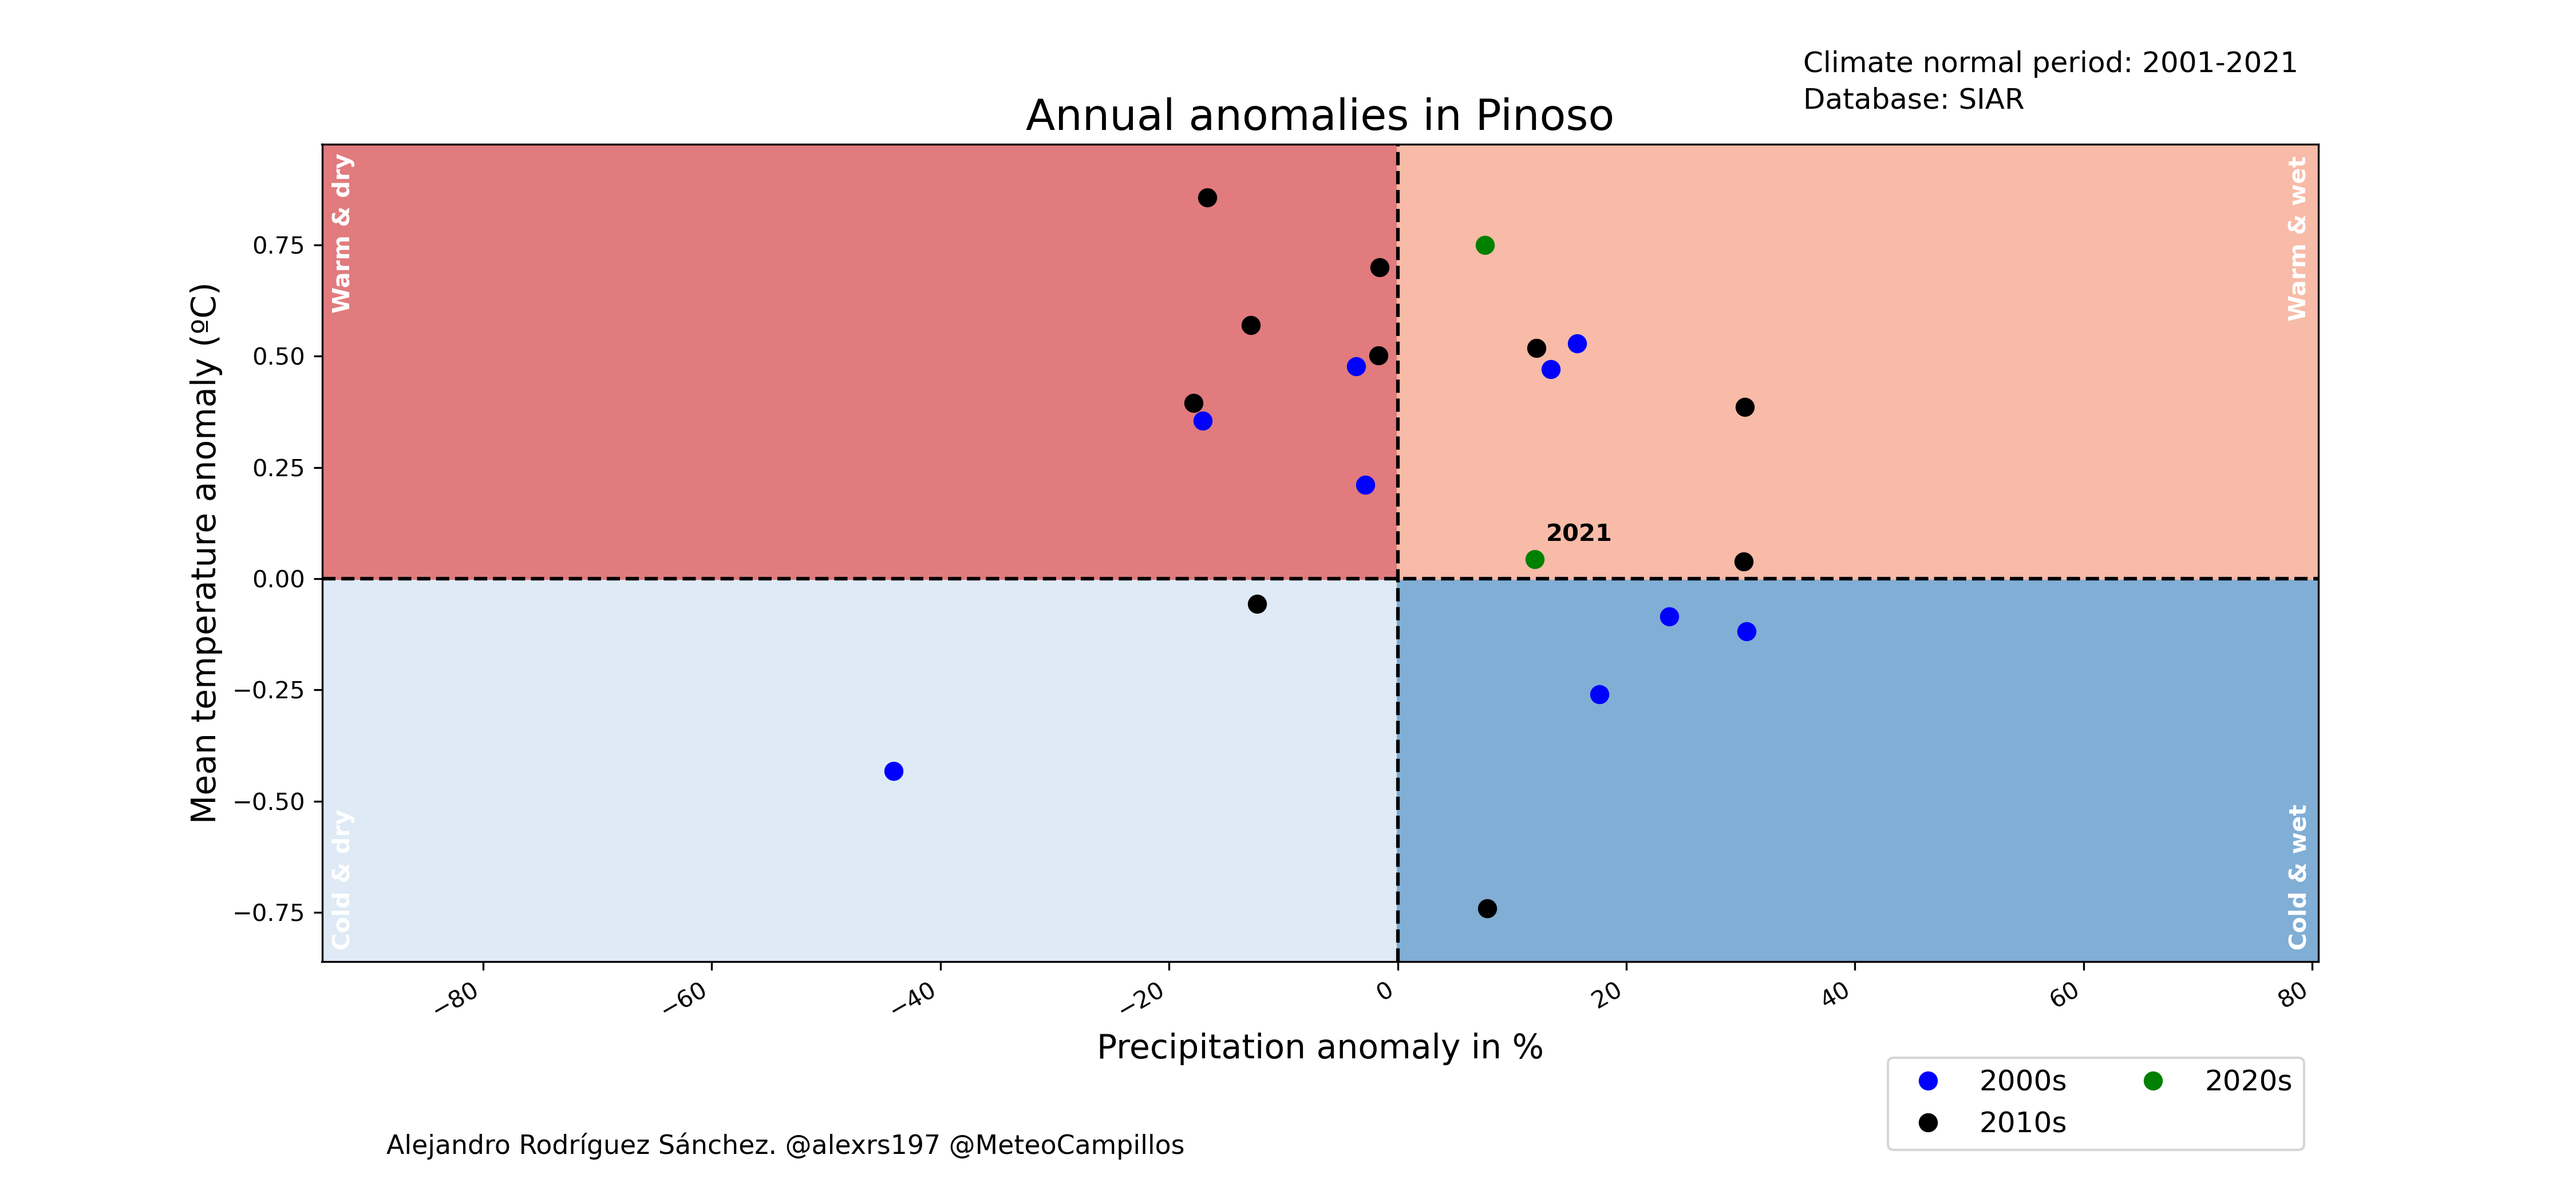 Climate normal period: 2001-2021
Database: SIAR
Annual anomalies in Pinoso
Warm & dry
Warm & wet
Mean temperature anomaly (ºC)
0.75
0.50
0.25
0.00
−0.25
−0.50
−0.75
2021
Cold & dry
Cold & wet
−80
−60
−40
−20
0
20
40
60
80
Precipitation anomaly in %
2000s
2010s
2020s
Alejandro Rodríguez Sánchez. @alexrs197 @MeteoCampillos